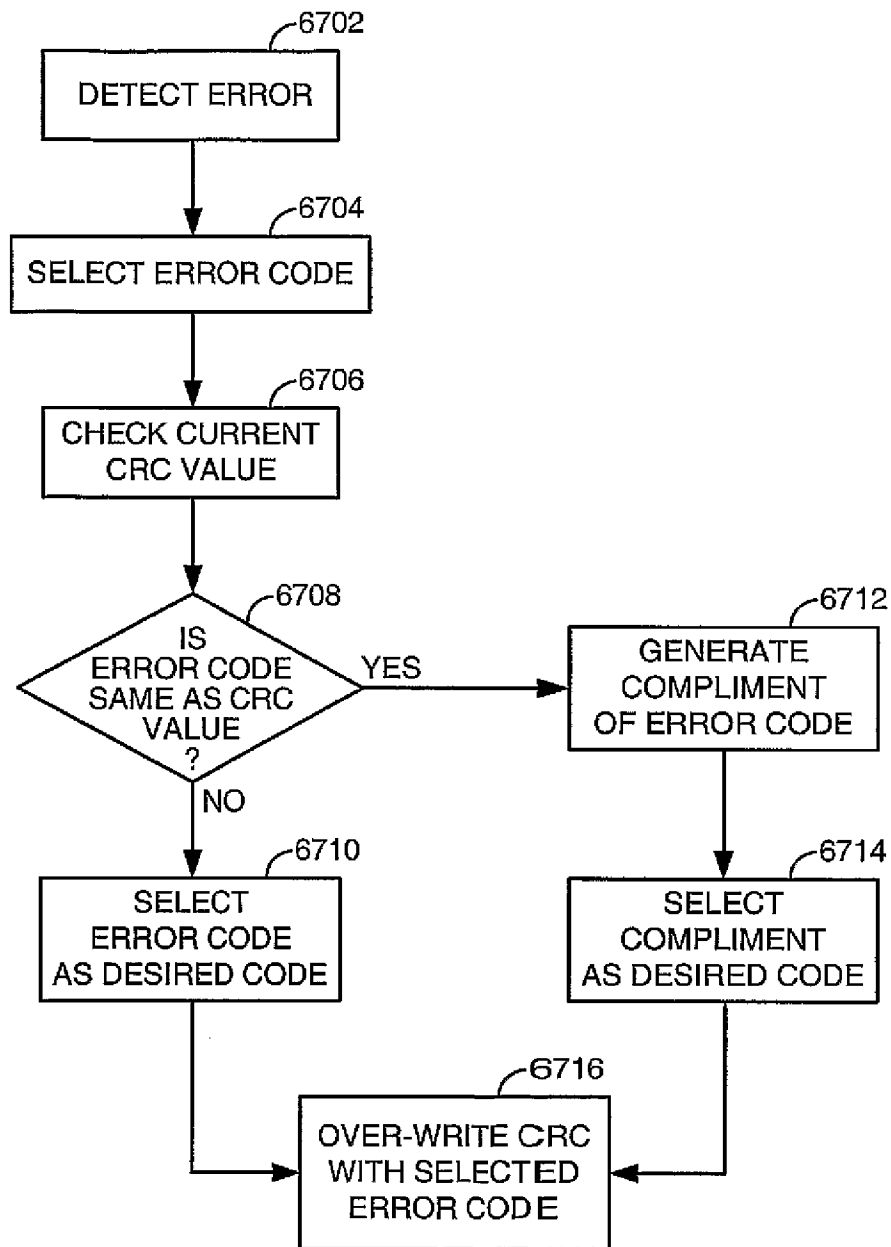 6702
DETECT ERROR
6704
SELECT ERROR CODE
6706
CHECK CURRENT
CRC VALUE
6708
IS
ERROR CODE
SAME AS CRC
VALUE
?
YES
NO
6712
GENERATE
COMPLIMENT
OF ERROR CODE
6710
SELECT
ERROR CODE
AS DESIRED CODE
6714
SELECT
COMPLIMENT
AS DESIRED CODE
6716
OVER-WRITE CRC
WITH SELECTED
ERROR CODE